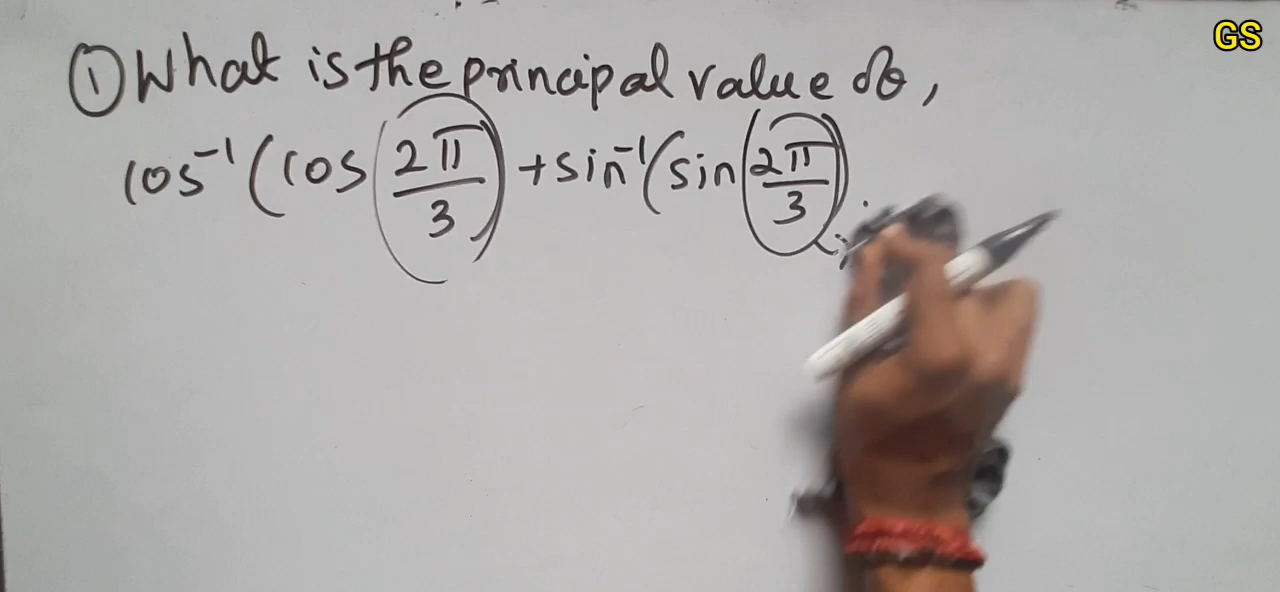 GS
① What is the principal value of,
cos⁻¹(cos(2π/3) + sin⁻¹(sin(2π/3)